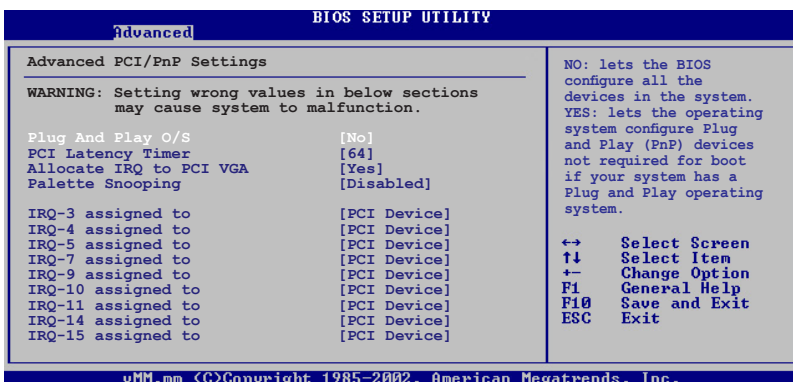 BIOS SETUP UTILITY
Advanced
Advanced PCI/PnP Settings
WARNING: Setting wrong values in below sections
may cause system to malfunction.
Plug And Play O/S [No]
PCI Latency Timer [64]
Allocate IRQ to PCI VGA [Yes]
Palette Snooping [Disabled]
IRQ-3 assigned to [PCI Device]
IRQ-4 assigned to [PCI Device]
IRQ-5 assigned to [PCI Device]
IRQ-7 assigned to [PCI Device]
IRQ-9 assigned to [PCI Device]
IRQ-10 assigned to [PCI Device]
IRQ-11 assigned to [PCI Device]
IRQ-14 assigned to [PCI Device]
IRQ-15 assigned to [PCI Device]
NO: lets the BIOS
configure all the
devices in the system.
YES: lets the operating
system configure Plug
and Play (PnP) devices
not required for boot
if your system has a
Plug and Play operating
system.
↔ Select Screen
↑↓ Select Item
+- Change Option
F1 General Help
F10 Save and Exit
ESC Exit
vMM.mm (C)Copyright 1985-2002, American Megatrends, Inc.